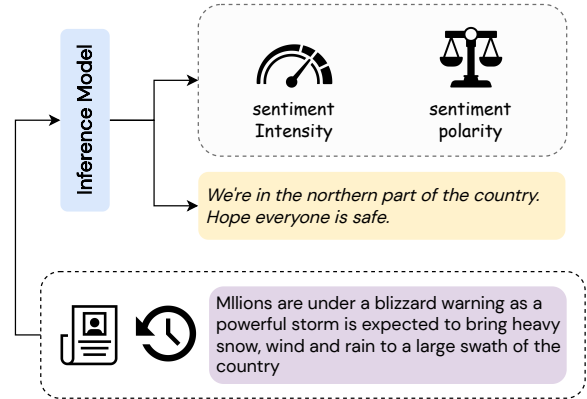 Inference Model
sentiment
Intensity
sentiment
polarity
We're in the northern part of the country.
Hope everyone is safe.
MIlions are under a blizzard warning as a
powerful storm is expected to bring heavy
snow, wind and rain to a large swath of the
country